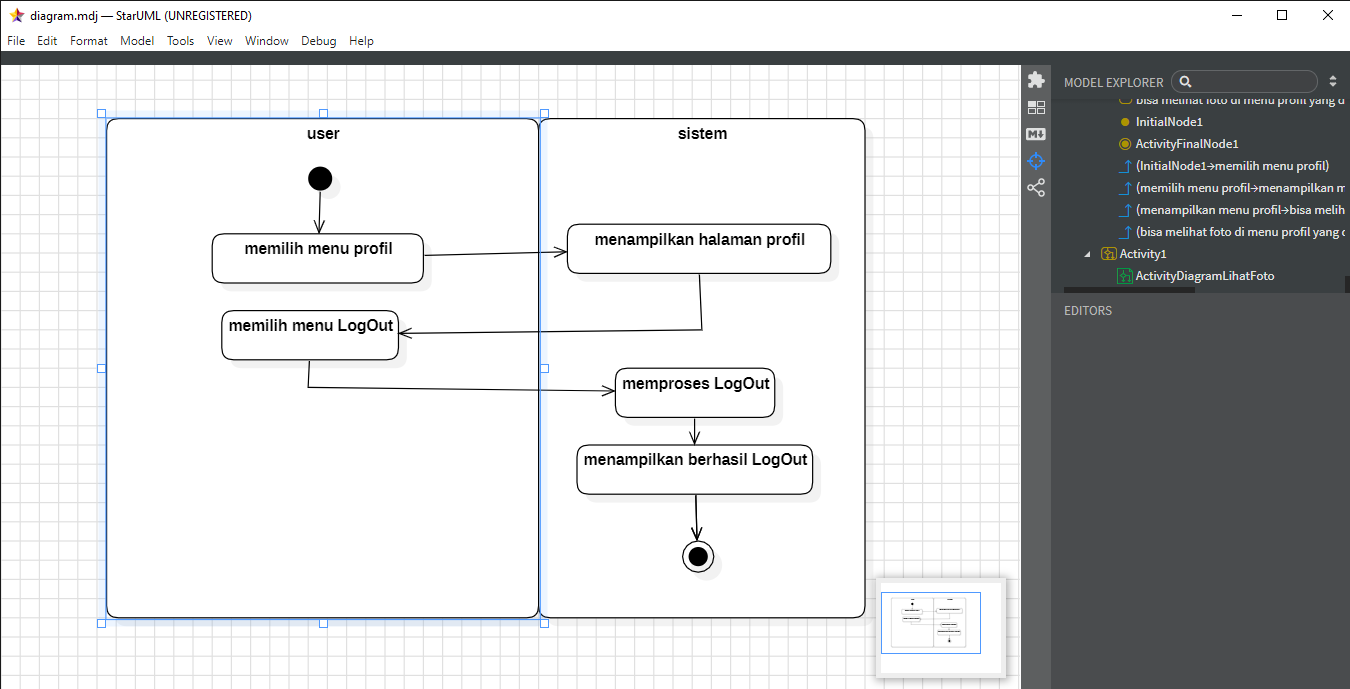 diagram.mdj — StarUML (UNREGISTERED)
File Edit Format Model Tools View Window Debug Help
user
sistem
memilih menu profil
menampilkan halaman profil
memilih menu LogOut
memproses LogOut
menampilkan berhasil LogOut
M
MODEL EXPLORER
bisa melihat foto di menu profil yang d
InitialNode1
ActivityFinalNode1
(InitialNode1→memilih menu profil)
(memilih menu profil→menampilkan m
(menampilkan menu profil→bisa melih
(bisa melihat foto di menu profil yang d
Activity1
ActivityDiagramLihatFoto
EDITORS